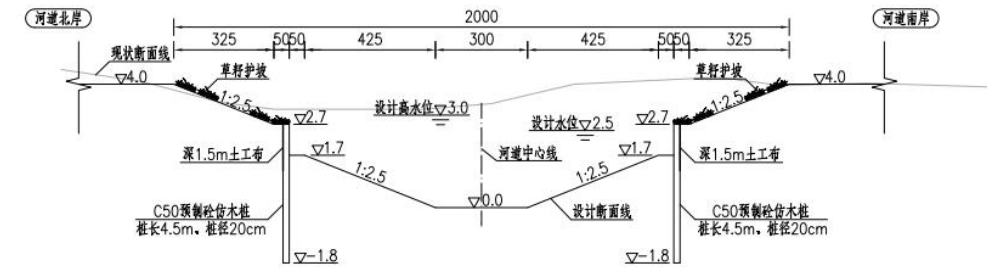 河道北岸
2000
河道南岸
325 50 50 425 300 425 50 50 325
现状断面线
草籽护坡
草籽护坡
4.0
4.0
1:2.5
1:2.5
设计高水位 3.0
2.7
设计水位 2.5
2.7
深1.5m土工布
1.7
河道中心线
1.7
深1.5m土工布
1:2.5
1:2.5
0.0
C50预制砼仿木桩
设计断面线
C50预制砼仿木桩
桩长4.5m，桩径20cm
桩长4.5m，桩径20cm
-1.8
-1.8